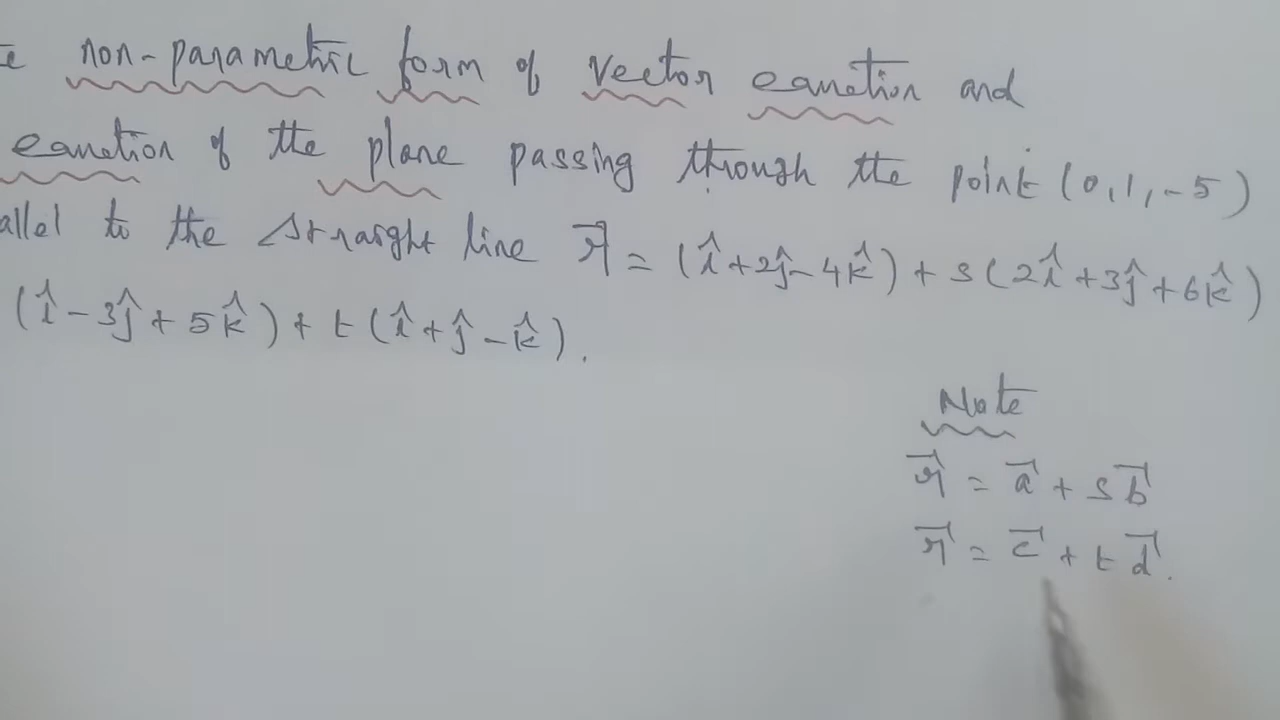 non-parametric form of vector equation and
equation of the plane passing through the point (0, 1, -5)
to the straight line r⃗ = (î + 2ĵ - 4k̂) + s(2î + 3ĵ + 6k̂)
(î - 3ĵ + 5k̂) + t(î + ĵ - k̂).
Note
r⃗ = a⃗ + s b⃗
r⃗ = c⃗ + t d⃗.